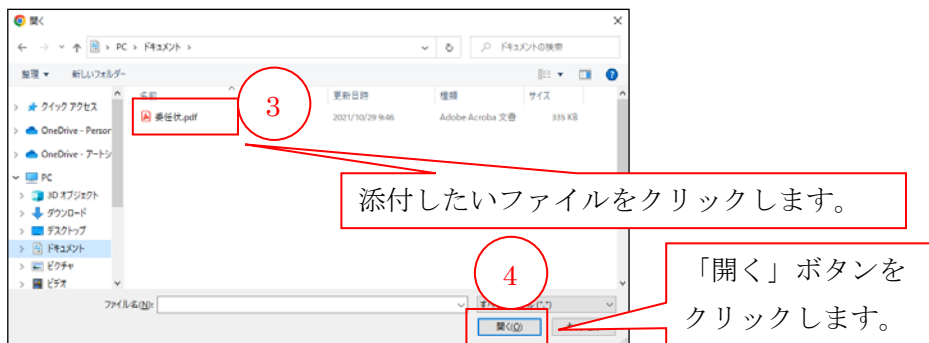 開く
PC > ドキュメント >
ドキュメントの検索
整理 新しいフォルダー
名前 更新日時 種類 サイズ
3
クイック アクセス
委任状.pdf 2021/10/29 9:46 Adobe Acroba 文書 335 KB
OneDrive - Person
OneDrive - アートシ
PC
3D オブジェクト
添付したいファイルをクリックします。
ダウンロード
デスクトップ
ドキュメント
ピクチャ
ビデオ
4
「開く」ボタンを
クリックします。
ファイル名(N):
開く(O)